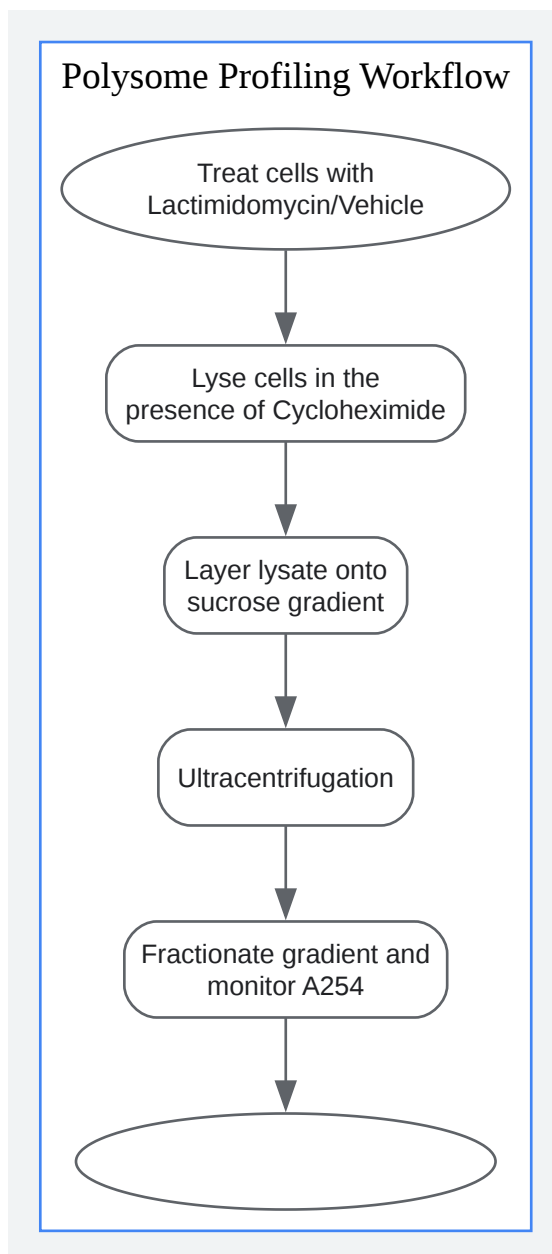 Polysome Profiling Workflow
Treat cells with
Lactimidomycin/Vehicle
Lyse cells in the
presence of Cycloheximide
Layer lysate onto
sucrose gradient
Ultracentrifugation
Fractionate gradient and
monitor A254